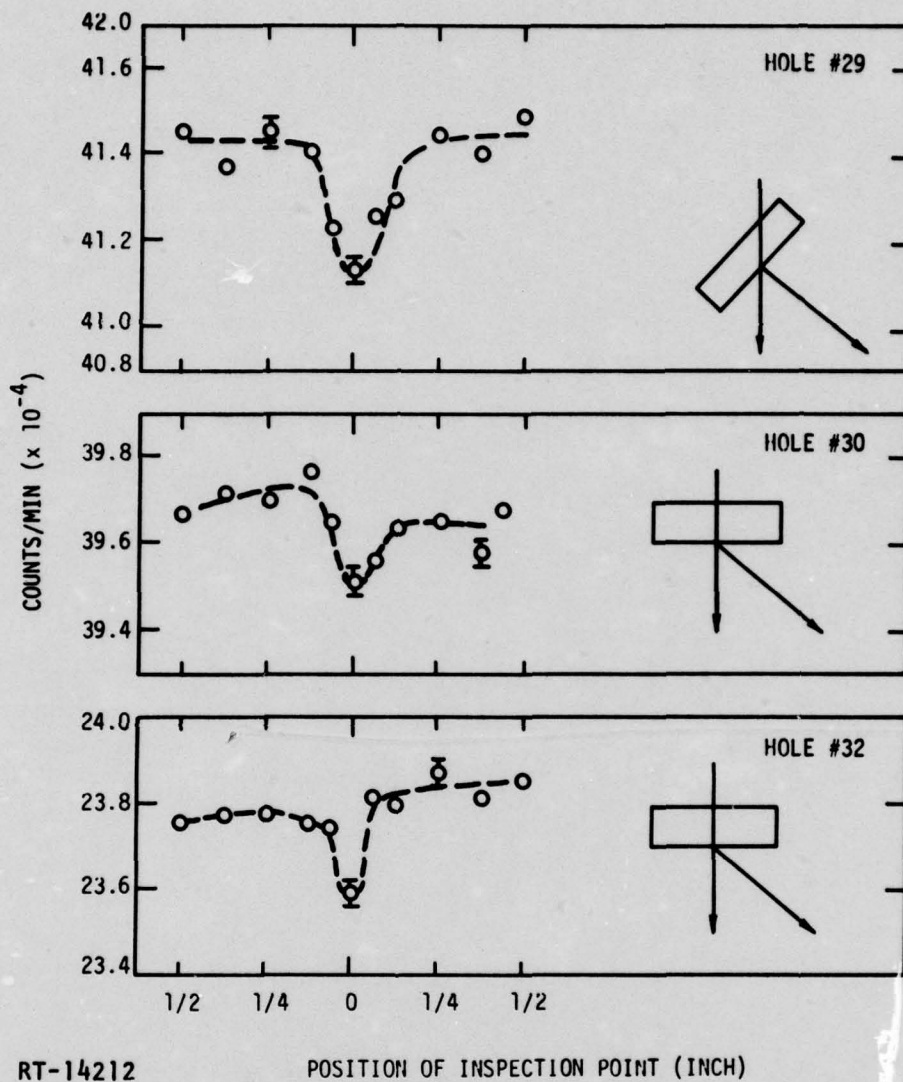 42.0
41.6
41.4
41.2
41.0
40.8
HOLE #29
39.8
39.6
39.4
HOLE #30
24.0
23.8
23.6
23.4
HOLE #32
COUNTS/MIN (x 10⁻⁴)
1/2 1/4 0 1/4 1/2
RT-14212 POSITION OF INSPECTION POINT (INCH)